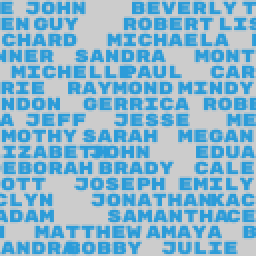 E JOHN BEVERLY T
EN GUY ROBERT LIS
CHARD MICHAELA
NNER SANDRA MONT
MICHELLE PAUL CAR
RIE RAYMOND MINDY
NDON GERRICA ROBE
A JEFF JESSE ME
MOTHY SARAH MEGAN
IZABETH JOHN EDUA
EBORAH BRADY CALE
OTT JOSEPH EMILY
CLYN JONATHAN KAC
ADAM SAMANTHA CE
MATTHEW AMAYA B
ANDRA BOBBY JULIE